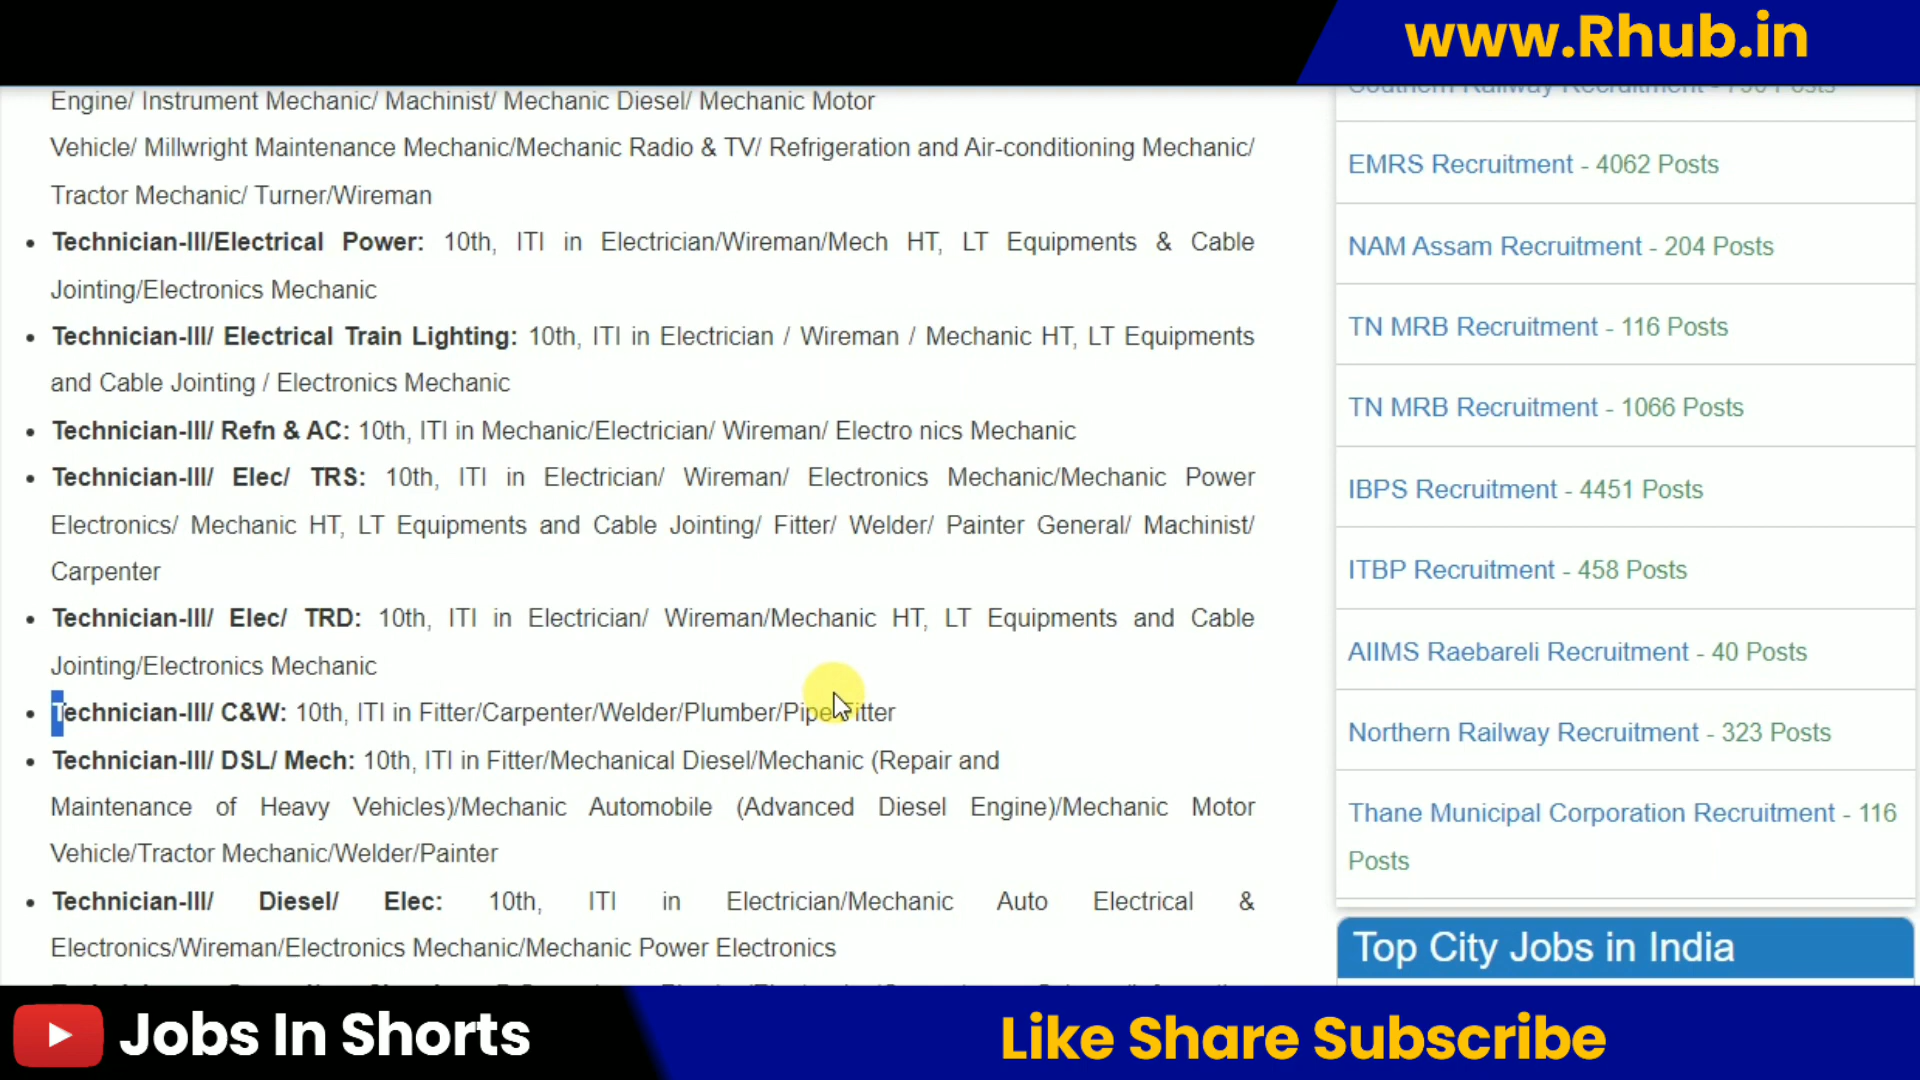 www.Rhub.in
Engine/ Instrument Mechanic/ Machinist/ Mechanic Diesel/ Mechanic Motor
Vehicle/ Millwright Maintenance Mechanic/Mechanic Radio & TV/ Refrigeration and Air-conditioning Mechanic/
Tractor Mechanic/ Turner/Wireman
• Technician-III/Electrical Power: 10th, ITI in Electrician/Wireman/Mech HT, LT Equipments & Cable
Jointing/Electronics Mechanic
• Technician-III/ Electrical Train Lighting: 10th, ITI in Electrician / Wireman / Mechanic HT, LT Equipments
and Cable Jointing / Electronics Mechanic
• Technician-III/ Refn & AC: 10th, ITI in Mechanic/Electrician/ Wireman/ Electro nics Mechanic
• Technician-III/ Elec/ TRS: 10th, ITI in Electrician/ Wireman/ Electronics Mechanic/Mechanic Power
Electronics/ Mechanic HT, LT Equipments and Cable Jointing/ Fitter/ Welder/ Painter General/ Machinist/
Carpenter
• Technician-III/ Elec/ TRD: 10th, ITI in Electrician/ Wireman/Mechanic HT, LT Equipments and Cable
Jointing/Electronics Mechanic
• Technician-III/ C&W: 10th, ITI in Fitter/Carpenter/Welder/Plumber/Pipe Fitter
• Technician-III/ DSL/ Mech: 10th, ITI in Fitter/Mechanical Diesel/Mechanic (Repair and
Maintenance of Heavy Vehicles)/Mechanic Automobile (Advanced Diesel Engine)/Mechanic Motor
Vehicle/Tractor Mechanic/Welder/Painter
• Technician-III/ Diesel/ Elec: 10th, ITI in Electrician/Mechanic Auto Electrical &
Electronics/Wireman/Electronics Mechanic/Mechanic Power Electronics
Southern Railway Recruitment - 790 Posts
EMRS Recruitment - 4062 Posts
NAM Assam Recruitment - 204 Posts
TN MRB Recruitment - 116 Posts
TN MRB Recruitment - 1066 Posts
IBPS Recruitment - 4451 Posts
ITBP Recruitment - 458 Posts
AIIMS Raebareli Recruitment - 40 Posts
Northern Railway Recruitment - 323 Posts
Thane Municipal Corporation Recruitment - 116
Posts
Top City Jobs in India
Jobs In Shorts
Like Share Subscribe